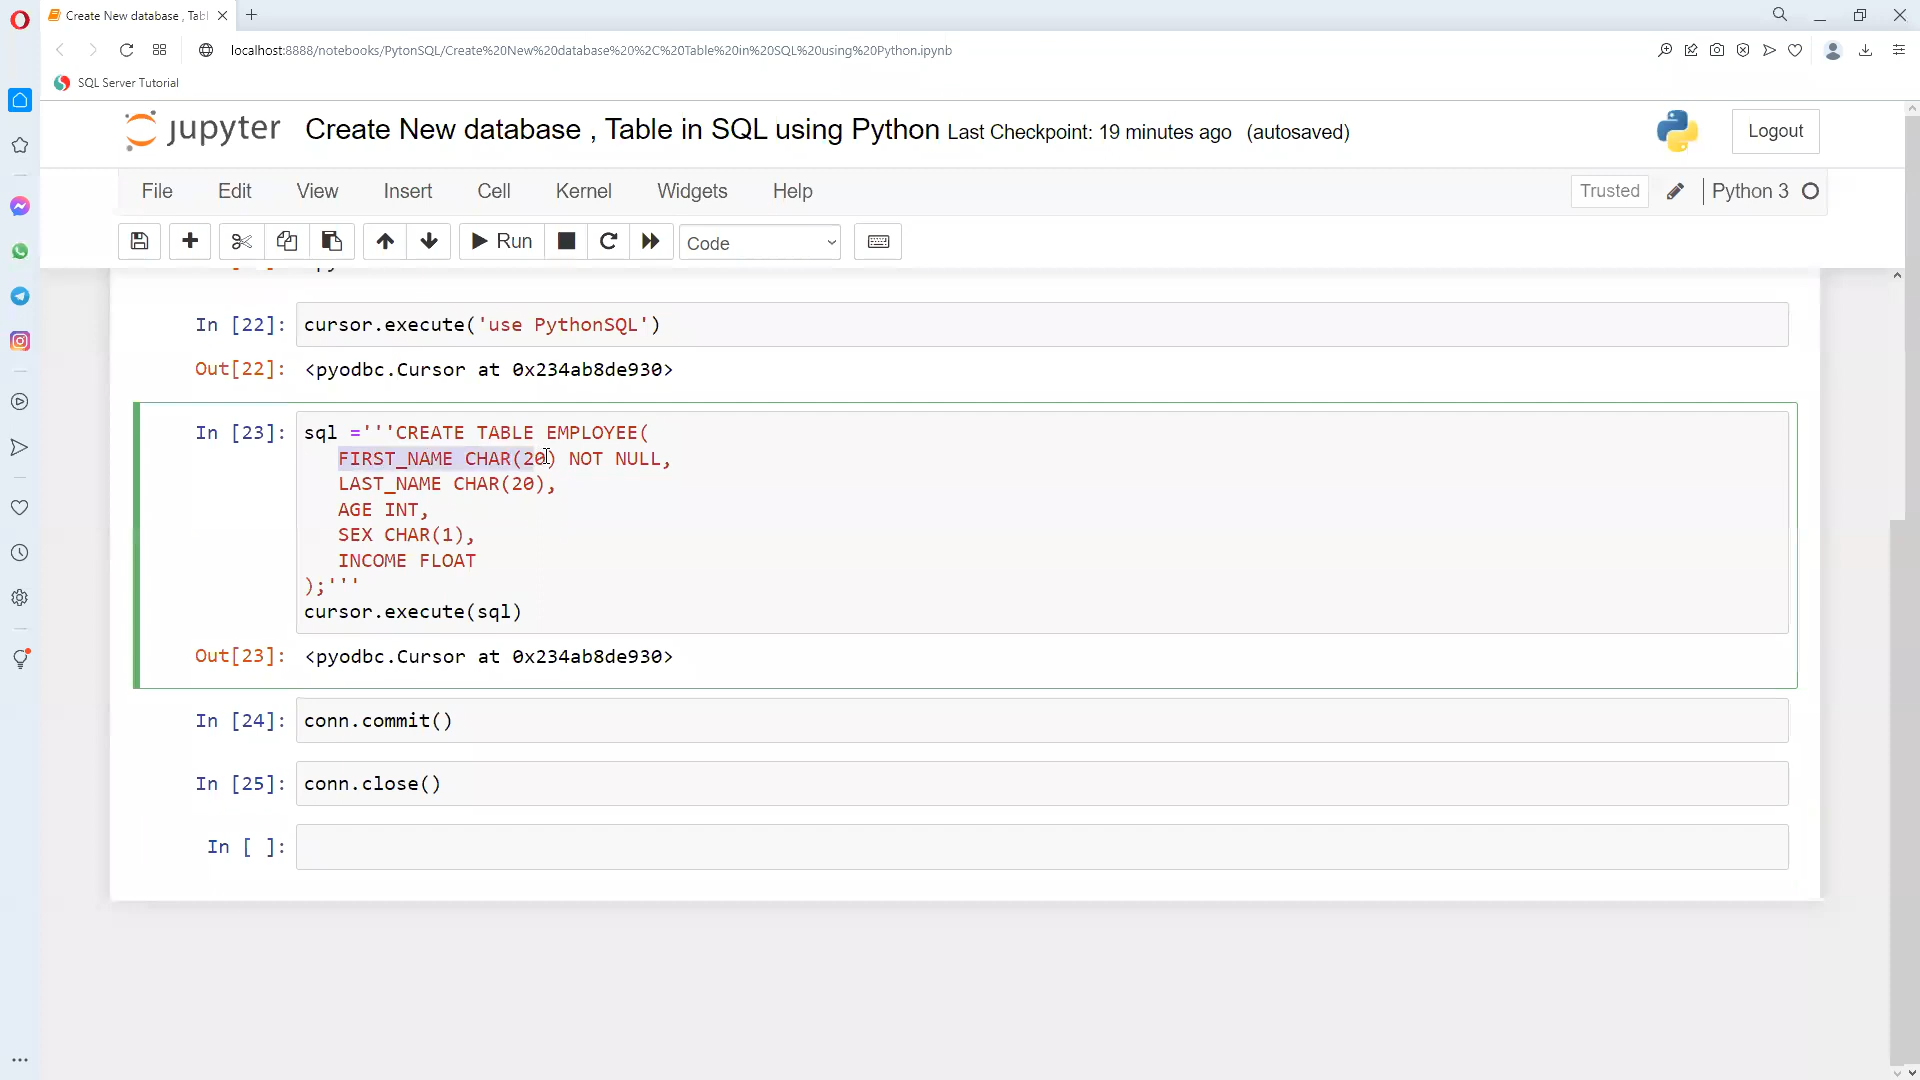 Create New database , Tabl
localhost:8888/notebooks/PytonSQL/Create%20New%20database%20%2C%20Table%20in%20SQL%20using%20Python.ipynb
SQL Server Tutorial
jupyter Create New database , Table in SQL using Python Last Checkpoint: 19 minutes ago (autosaved)
Logout
File Edit View Insert Cell Kernel Widgets Help
Trusted Python 3
Run Code
In [22]: cursor.execute('use PythonSQL')
Out[22]: <pyodbc.Cursor at 0x234ab8de930>
In [23]: sql ='''CREATE TABLE EMPLOYEE(
FIRST_NAME CHAR(20) NOT NULL,
LAST_NAME CHAR(20),
AGE INT,
SEX CHAR(1),
INCOME FLOAT
);'''
cursor.execute(sql)
Out[23]: <pyodbc.Cursor at 0x234ab8de930>
In [24]: conn.commit()
In [25]: conn.close()
In [ ]: